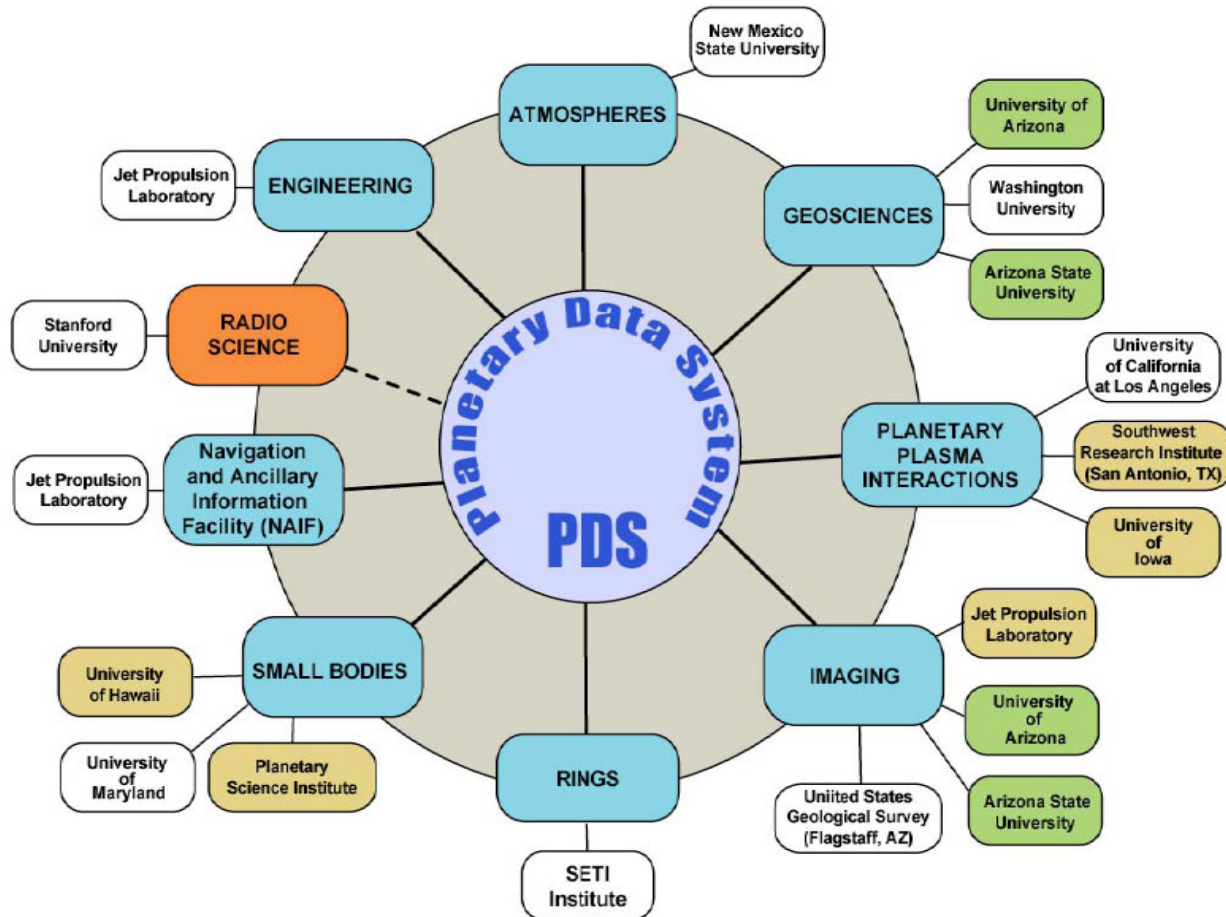 New Mexico
State University
ATMOSPHERES
University of
Arizona
Jet Propulsion
Laboratory
ENGINEERING
Washington
University
GEOSCIENCES
Arizona State
University
Stanford
University
RADIO
SCIENCE
Planetary Data System
PDS
University
of California
at Los Angeles
PLANETARY
PLASMA
INTERACTIONS
Southwest
Research Institute
(San Antonio, TX)
University
of
Iowa
Jet Propulsion
Laboratory
Navigation
and Ancillary
Information
Facility (NAIF)
University
of Hawaii
SMALL BODIES
University
of
Maryland
Planetary
Science Institute
RINGS
SETI
Institute
IMAGING
Jet Propulsion
Laboratory
University
of
Arizona
Uniited States
Geological Survey
(Flagstaff, AZ)
Arizona State
University